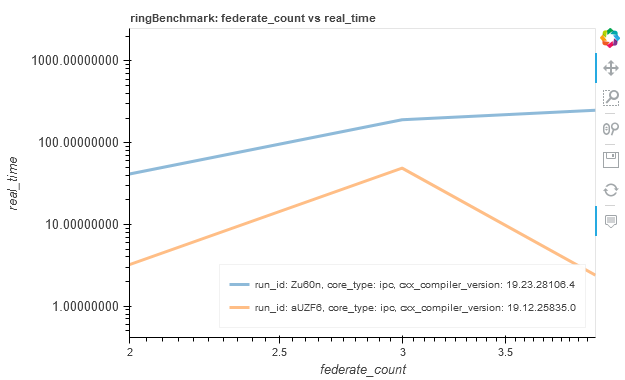 ringBenchmark: federate_count vs real_time
1000.00000000
100.00000000
10.00000000
1.00000000
real_time
run_id: Zu60n, core_type: ipc, cxx_compiler_version: 19.23.28106.4
run_id: aUZF6, core_type: ipc, cxx_compiler_version: 19.12.25835.0
2
2.5
3
3.5
federate_count